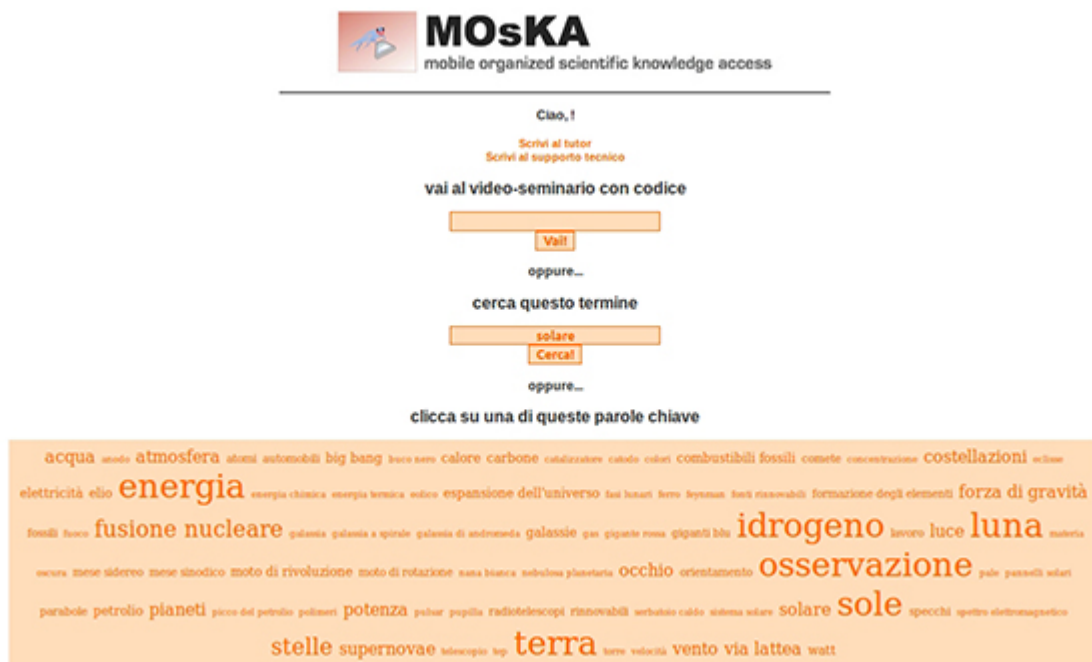 MOsKA
mobile organized scientific knowledge access
Ciao, !
Scrivi al tutor
Scrivi al supporto tecnico
vai al video-seminario con codice
Vai!
oppure...
cerca questo termine
solare
Cerca!
oppure...
clicca su una di queste parole chiave
acqua anodo atmosfera atomi automobili big bang buco nero calore carbone catalizzatore catodo colori combustibili fossili comete concentrazione costellazioni eclisse
elettricità elio energia energia chimica energia termica eolico espansione dell'universo fasi lunari ferro feynman fonti rinnovabili formazione degli elementi forza di gravità
fossili fuoco fusione nucleare galassia galassia a spirale galassia di andromeda galassie gas gigante rossa giganti blu idrogeno lavoro luce luna materia
oscura mese sidereo mese sinodico moto di rivoluzione moto di rotazione nana bianca nebulosa planetaria occhio orientamento osservazione pale pannelli solari
parabole petrolio pianeti picco del petrolio polimeri potenza pulsar pupilla radiotelescopi rinnovabili serbatoio caldo sistema solare solare sole specchi spettro elettromagnetico
stelle supernovae telescopio tep terra torre velocità vento via lattea watt